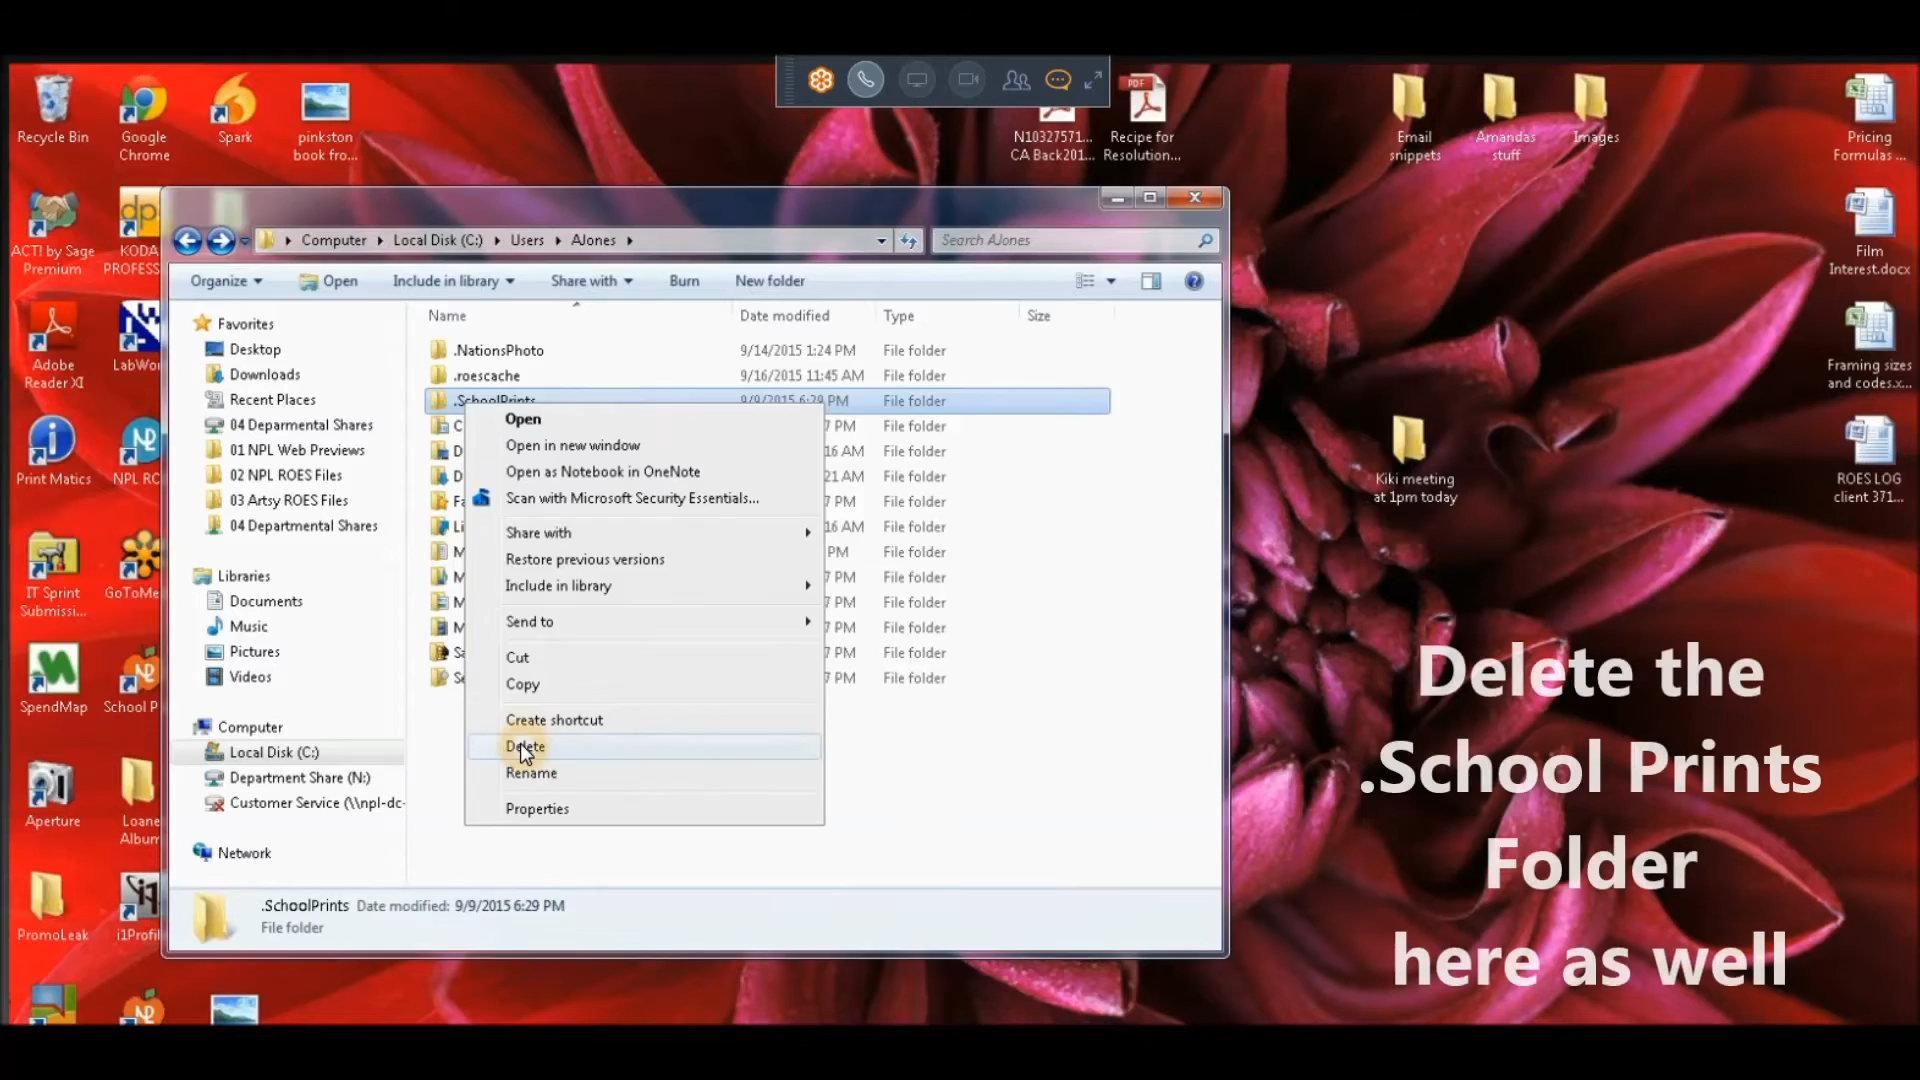 Recycle Bin
Google
Chrome
Spark
pinkston
book fro...
N10327571...
CA Back201...
Recipe for
Resolution...
Email
snippets
Amandas
stuff
Images
Pricing
Formulas ...
ACT! by Sage
Premium
KODA
PROFESS
Film
Interest.docx
Adobe
Reader XI
LabWo
Framing sizes
and codes.x...
Print Matics
NPL RO
Kiki meeting
at 1pm today
ROES LOG
client 371...
IT Sprint
Submissi...
GoToMe
SpendMap
School P
Aperture
Loane
Album
PromoLeak
i1Profil
Computer
Local Disk (C:)
Users
AJones
Search AJones
Organize
Open
Include in library
Share with
Burn
New folder
Name
Date modified
Type
Size
Favorites
Desktop
Downloads
Recent Places
04 Deparmental Shares
01 NPL Web Previews
02 NPL ROES Files
03 Artsy ROES Files
04 Departmental Shares
Libraries
Documents
Music
Pictures
Videos
Computer
Local Disk (C:)
Department Share (N:)
Customer Service (\\npl-dc-
Network
.NationsPhoto 9/14/2015 1:24 PM File folder
.roescache 9/16/2015 11:45 AM File folder
.SchoolPrints 9/9/2015 6:29 PM File folder
C 7 PM File folder
D 16 AM File folder
D 21 AM File folder
Fa 7 PM File folder
Li 16 AM File folder
M PM File folder
M 7 PM File folder
M 7 PM File folder
M 7 PM File folder
Sa 7 PM File folder
Se 7 PM File folder
Open
Open in new window
Open as Notebook in OneNote
Scan with Microsoft Security Essentials...
Share with
Restore previous versions
Include in library
Send to
Cut
Copy
Create shortcut
Delete
Rename
Properties
.SchoolPrints Date modified: 9/9/2015 6:29 PM
File folder
Delete the
.School Prints
Folder
here as well